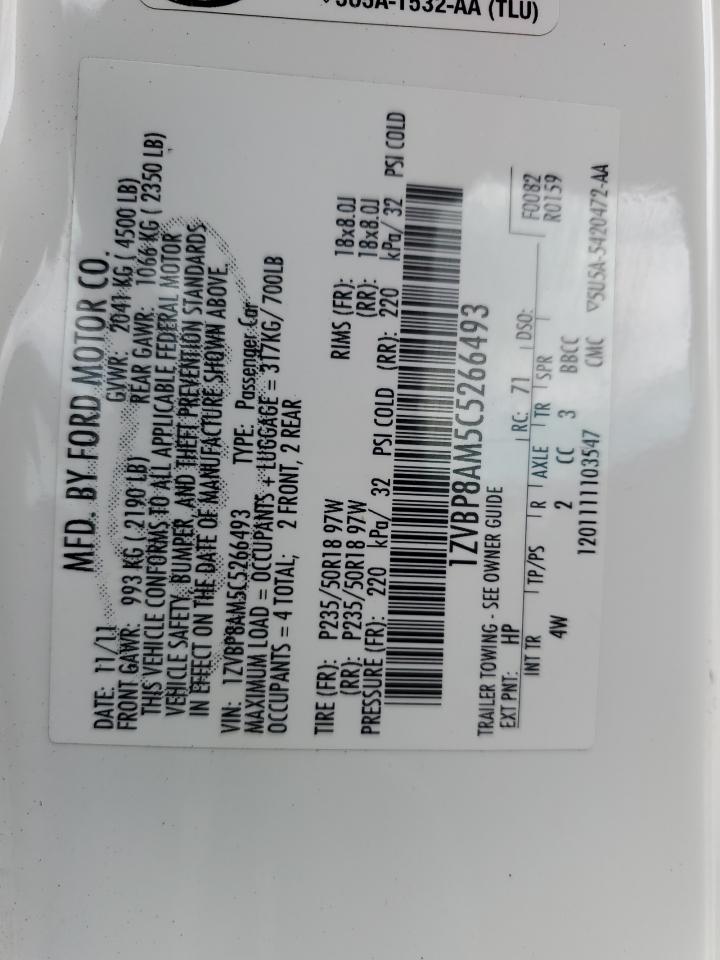 5U5A-1532-AA (TLU)
MFD. BY FORD MOTOR CO.
DATE: 11/11 GVWR: 2041 KG ( 4500 LB)
FRONT GAWR: 993 KG ( 2190 LB) REAR GAWR: 1066 KG ( 2350 LB)
THIS VEHICLE CONFORMS TO ALL APPLICABLE FEDERAL MOTOR
VEHICLE SAFETY, BUMPER, AND THEFT PREVENTION STANDARDS
IN EFFECT ON THE DATE OF MANUFACTURE SHOWN ABOVE.
VIN: 1ZVBP8AM5C5266493 TYPE: Passenger Car
MAXIMUM LOAD = OCCUPANTS + LUGGAGE = 317KG/ 700LB
OCCUPANTS = 4 TOTAL; 2 FRONT, 2 REAR
TIRE (FR): P235/50R18 97W RIMS (FR): 18x8.0J
(RR): P235/50R18 97W (RR): 18x8.0J
PRESSURE (FR): 220 kPa/ 32 PSI COLD (RR): 220 kPa/ 32 PSI COLD
1ZVBP8AM5C5266493
TRAILER TOWING - SEE OWNER GUIDE
EXT PNT: HP RC: 71 DSO: F0082
R0159
INT TR TP/PS R AXLE TR SPR
4W 2 CC 3 BBCC
1201111103547 CMC ▽5U5A-5420472-AA